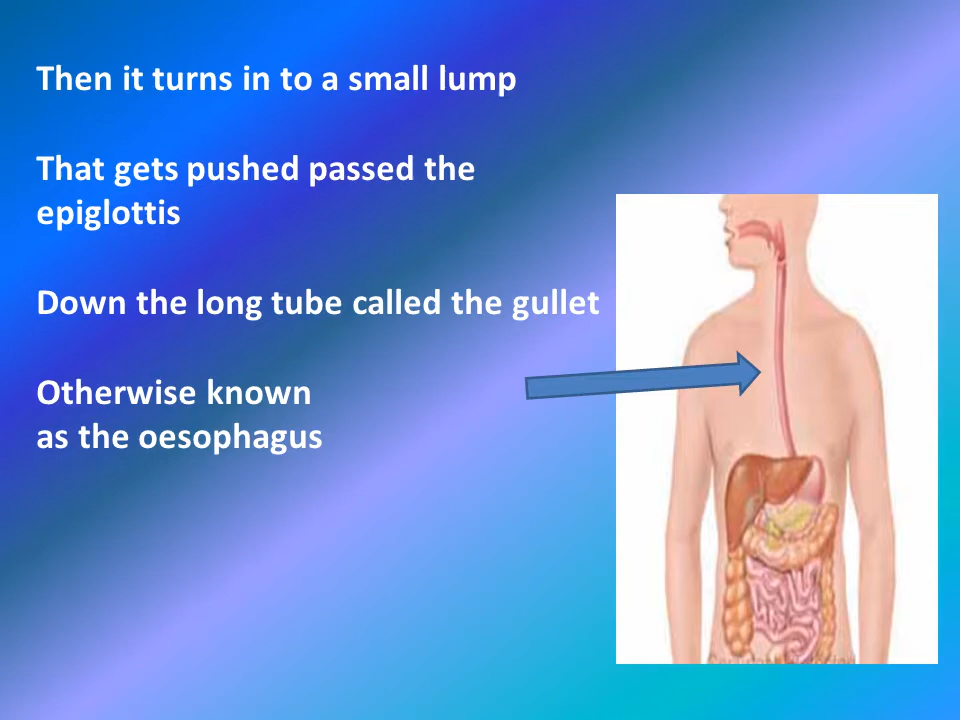 Then it turns in to a small lump
That gets pushed passed the
epiglottis
Down the long tube called the gullet
Otherwise known
as the oesophagus